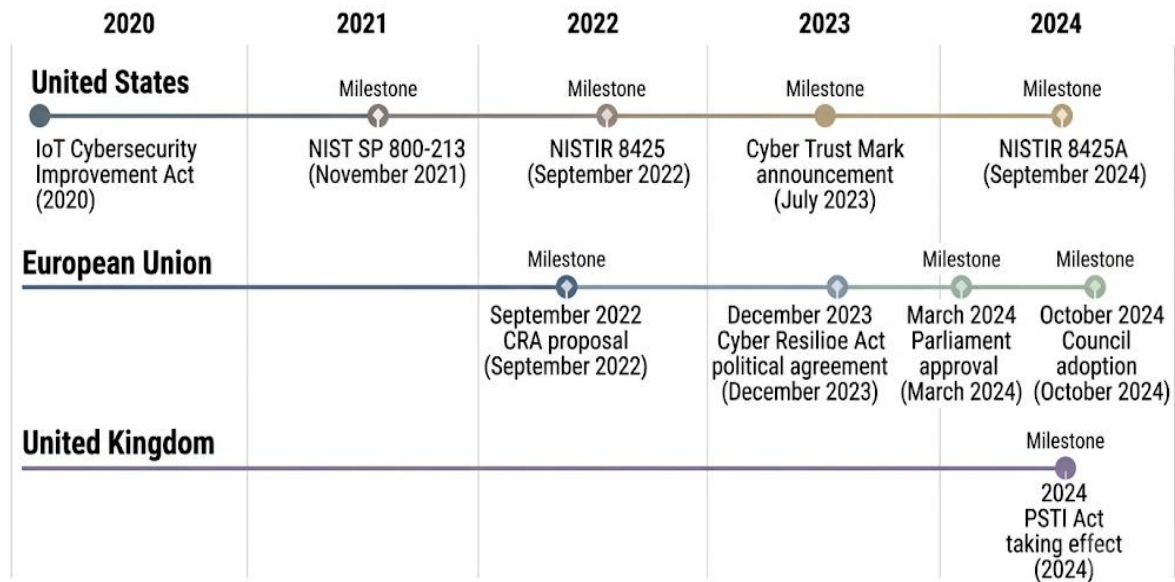 2020 2021 2022 2023 2024
United States
Milestone Milestone Milestone Milestone
IoT Cybersecurity
Improvement Act
(2020)
NIST SP 800-213
(November 2021)
NISTIR 8425
(September 2022)
Cyber Trust Mark
announcement
(July 2023)
NISTIR 8425A
(September 2024)
European Union
Milestone Milestone Milestone
September 2022
CRA proposal
(September 2022)
December 2023
Cyber Resilioe Act
political agreement
(December 2023)
March 2024
Parliament
approval
(March 2024)
October 2024
Council
adoption
(October 2024)
United Kingdom
Milestone
2024
PSTI Act
taking effect
(2024)